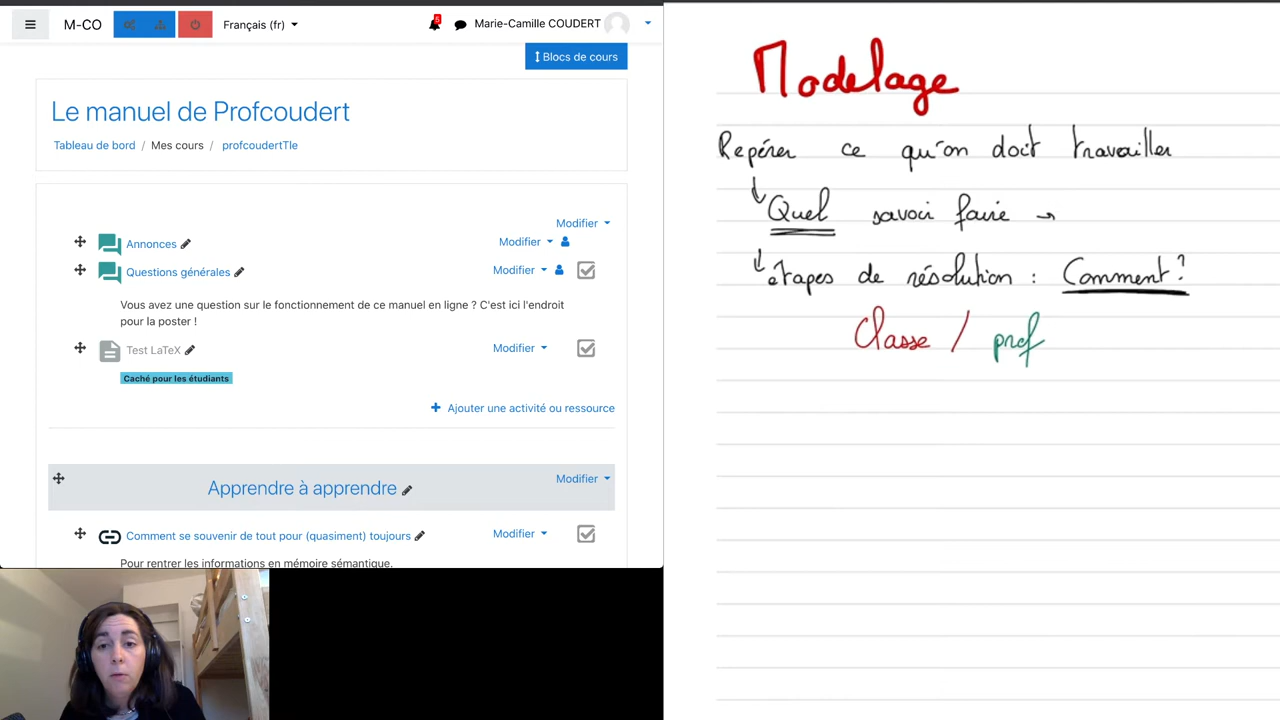 M-CO
Français (fr)
5
Marie-Camille COUDERT
Blocs de cours
Le manuel de Profcoudert
Tableau de bord / Mes cours / profcoudertTle
Modifier
Annonces
Modifier
Questions générales
Modifier
Vous avez une question sur le fonctionnement de ce manuel en ligne ? C'est ici l'endroit
pour la poster !
Test LaTeX
Modifier
Caché pour les étudiants
Ajouter une activité ou ressource
Apprendre à apprendre
Modifier
Comment se souvenir de tout pour (quasiment) toujours
Modifier
Pour rentrer les informations en mémoire sémantique.
Modelage
Repérer ce qu'on doit travailler
↳ Quel savoir faire →
↳ étapes de résolution : Comment ?
Classe / prof